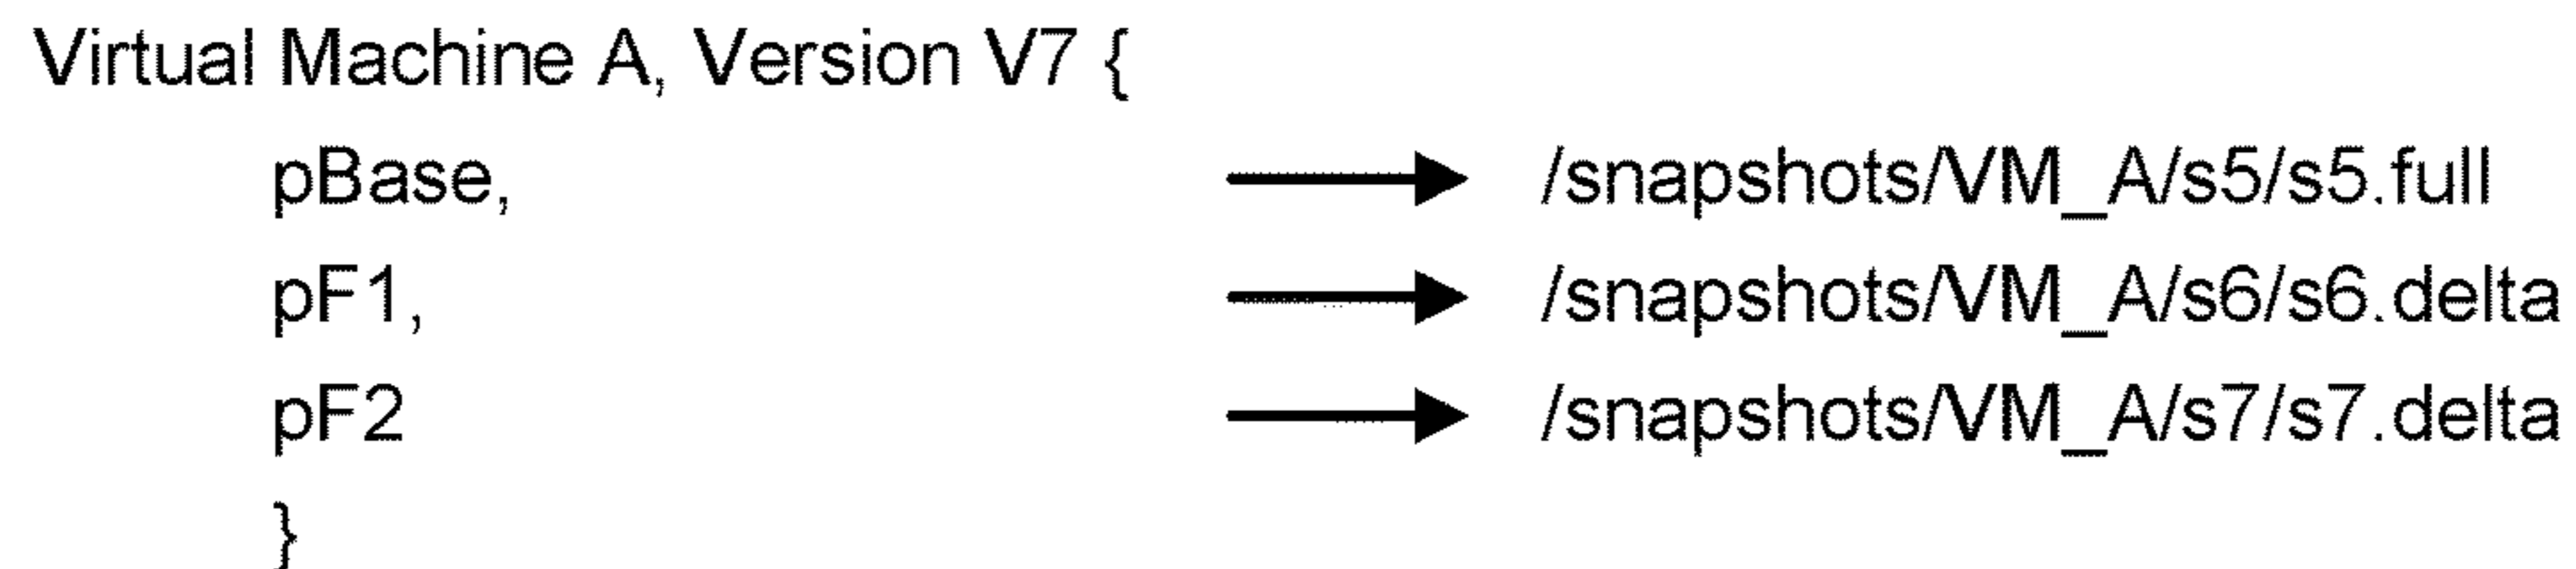 Virtual Machine A, Version V7 {
pBase, /snapshots/VM_A/s5/s5.full
pF1, /snapshots/VM_A/s6/s6.delta
pF2 /snapshots/VM_A/s7/s7.delta
}